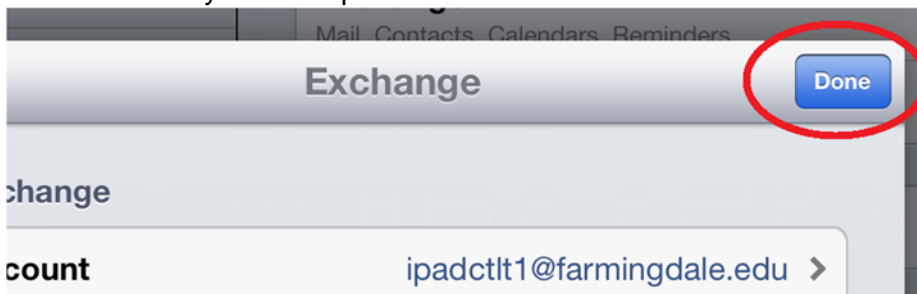 Mail, Contacts, Calendars, Reminders
Exchange
Done
change
count
ipadctlt1@farmingdale.edu